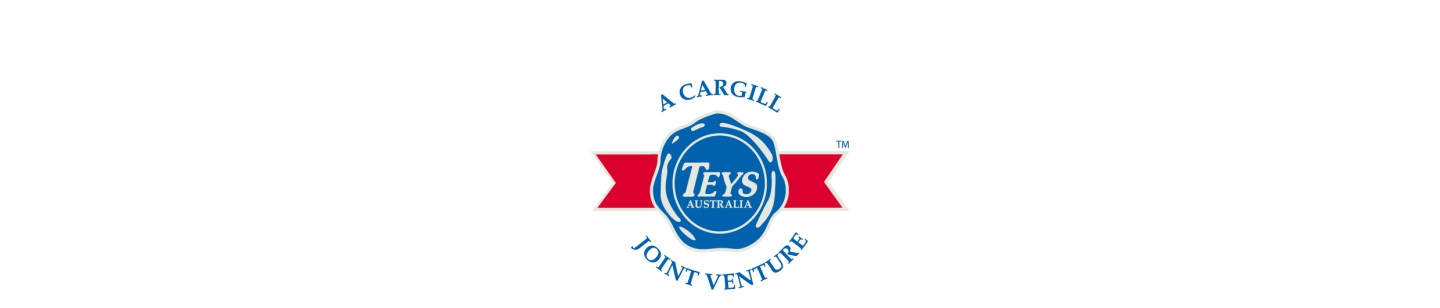 A CARGILL
TM
TEYS
AUSTRALIA
JOINT VENTURE